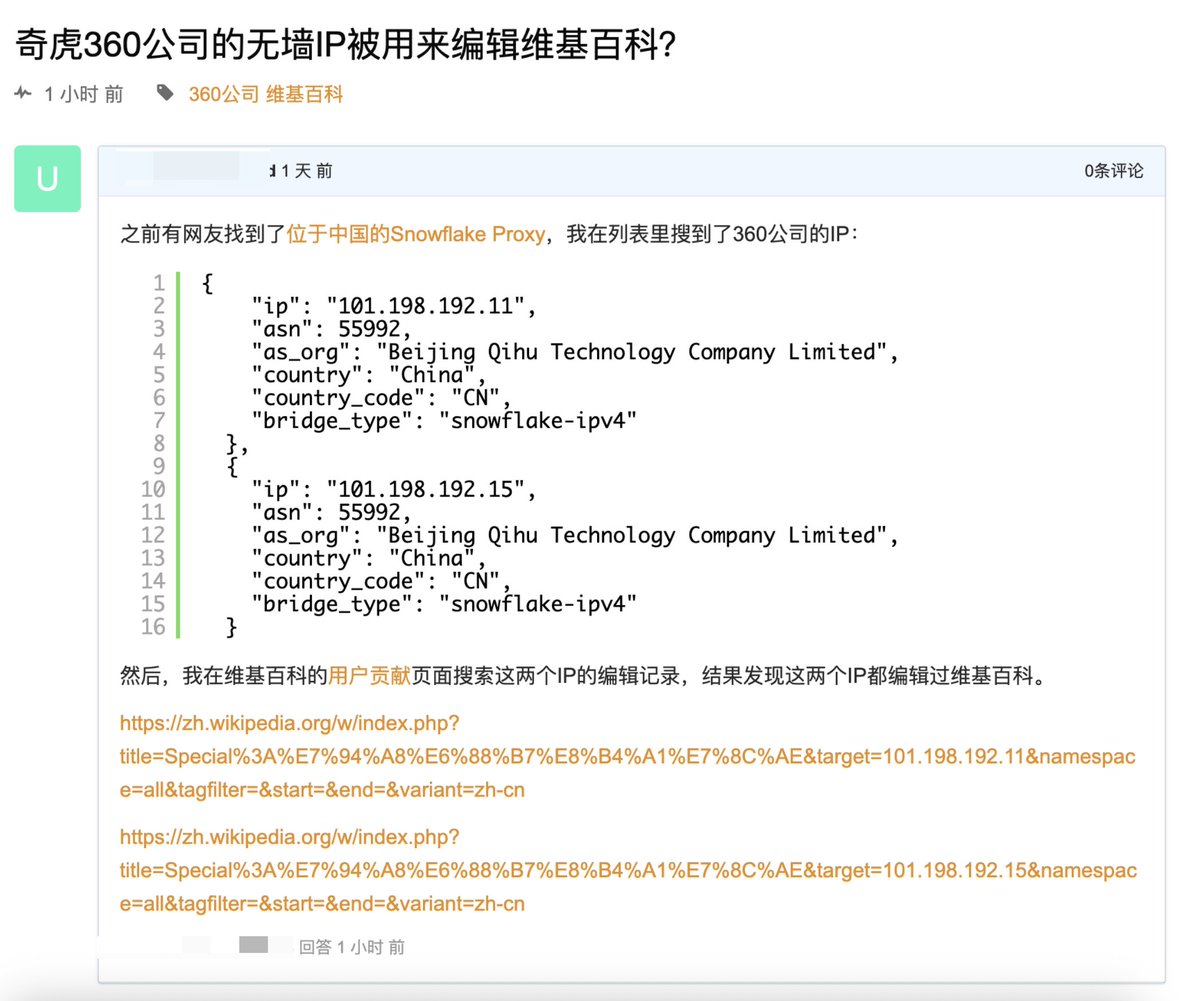 奇虎360公司的无墙IP被用来编辑维基百科?
1 小时 前 360公司 维基百科
U
1 天 前 0条评论
之前有网友找到了位于中国的Snowflake Proxy，我在列表里搜到了360公司的IP：
1 {
2 "ip": "101.198.192.11",
3 "asn": 55992,
4 "as_org": "Beijing Qihu Technology Company Limited",
5 "country": "China",
6 "country_code": "CN",
7 "bridge_type": "snowflake-ipv4"
8 },
9 {
10 "ip": "101.198.192.15",
11 "asn": 55992,
12 "as_org": "Beijing Qihu Technology Company Limited",
13 "country": "China",
14 "country_code": "CN",
15 "bridge_type": "snowflake-ipv4"
16 }
然后，我在维基百科的用户贡献页面搜索这两个IP的编辑记录，结果发现这两个IP都编辑过维基百科。
https://zh.wikipedia.org/w/index.php?
title=Special%3A%E7%94%A8%E6%88%B7%E8%B4%A1%E7%8C%AE&target=101.198.192.11&namespac
e=all&tagfilter=&start=&end=&variant=zh-cn
https://zh.wikipedia.org/w/index.php?
title=Special%3A%E7%94%A8%E6%88%B7%E8%B4%A1%E7%8C%AE&target=101.198.192.15&namespac
e=all&tagfilter=&start=&end=&variant=zh-cn
回答 1 小时 前